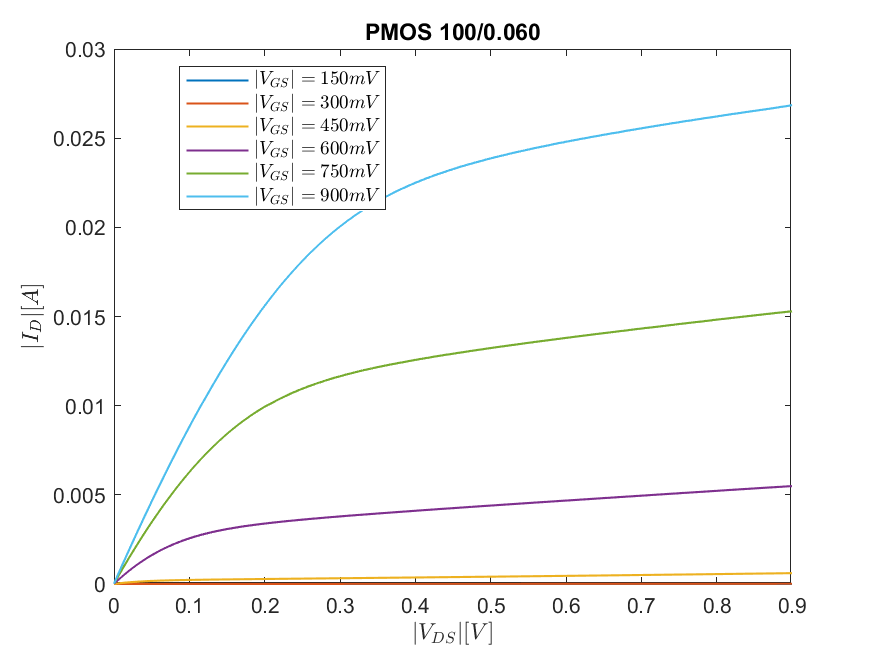 PMOS 100/0.060
|V_GS| = 150mV
|V_GS| = 300mV
|V_GS| = 450mV
|V_GS| = 600mV
|V_GS| = 750mV
|V_GS| = 900mV
0.03
0.025
0.02
0.015
0.01
0.005
0
|I_D|[A]
0 0.1 0.2 0.3 0.4 0.5 0.6 0.7 0.8 0.9
|V_DS|[V]